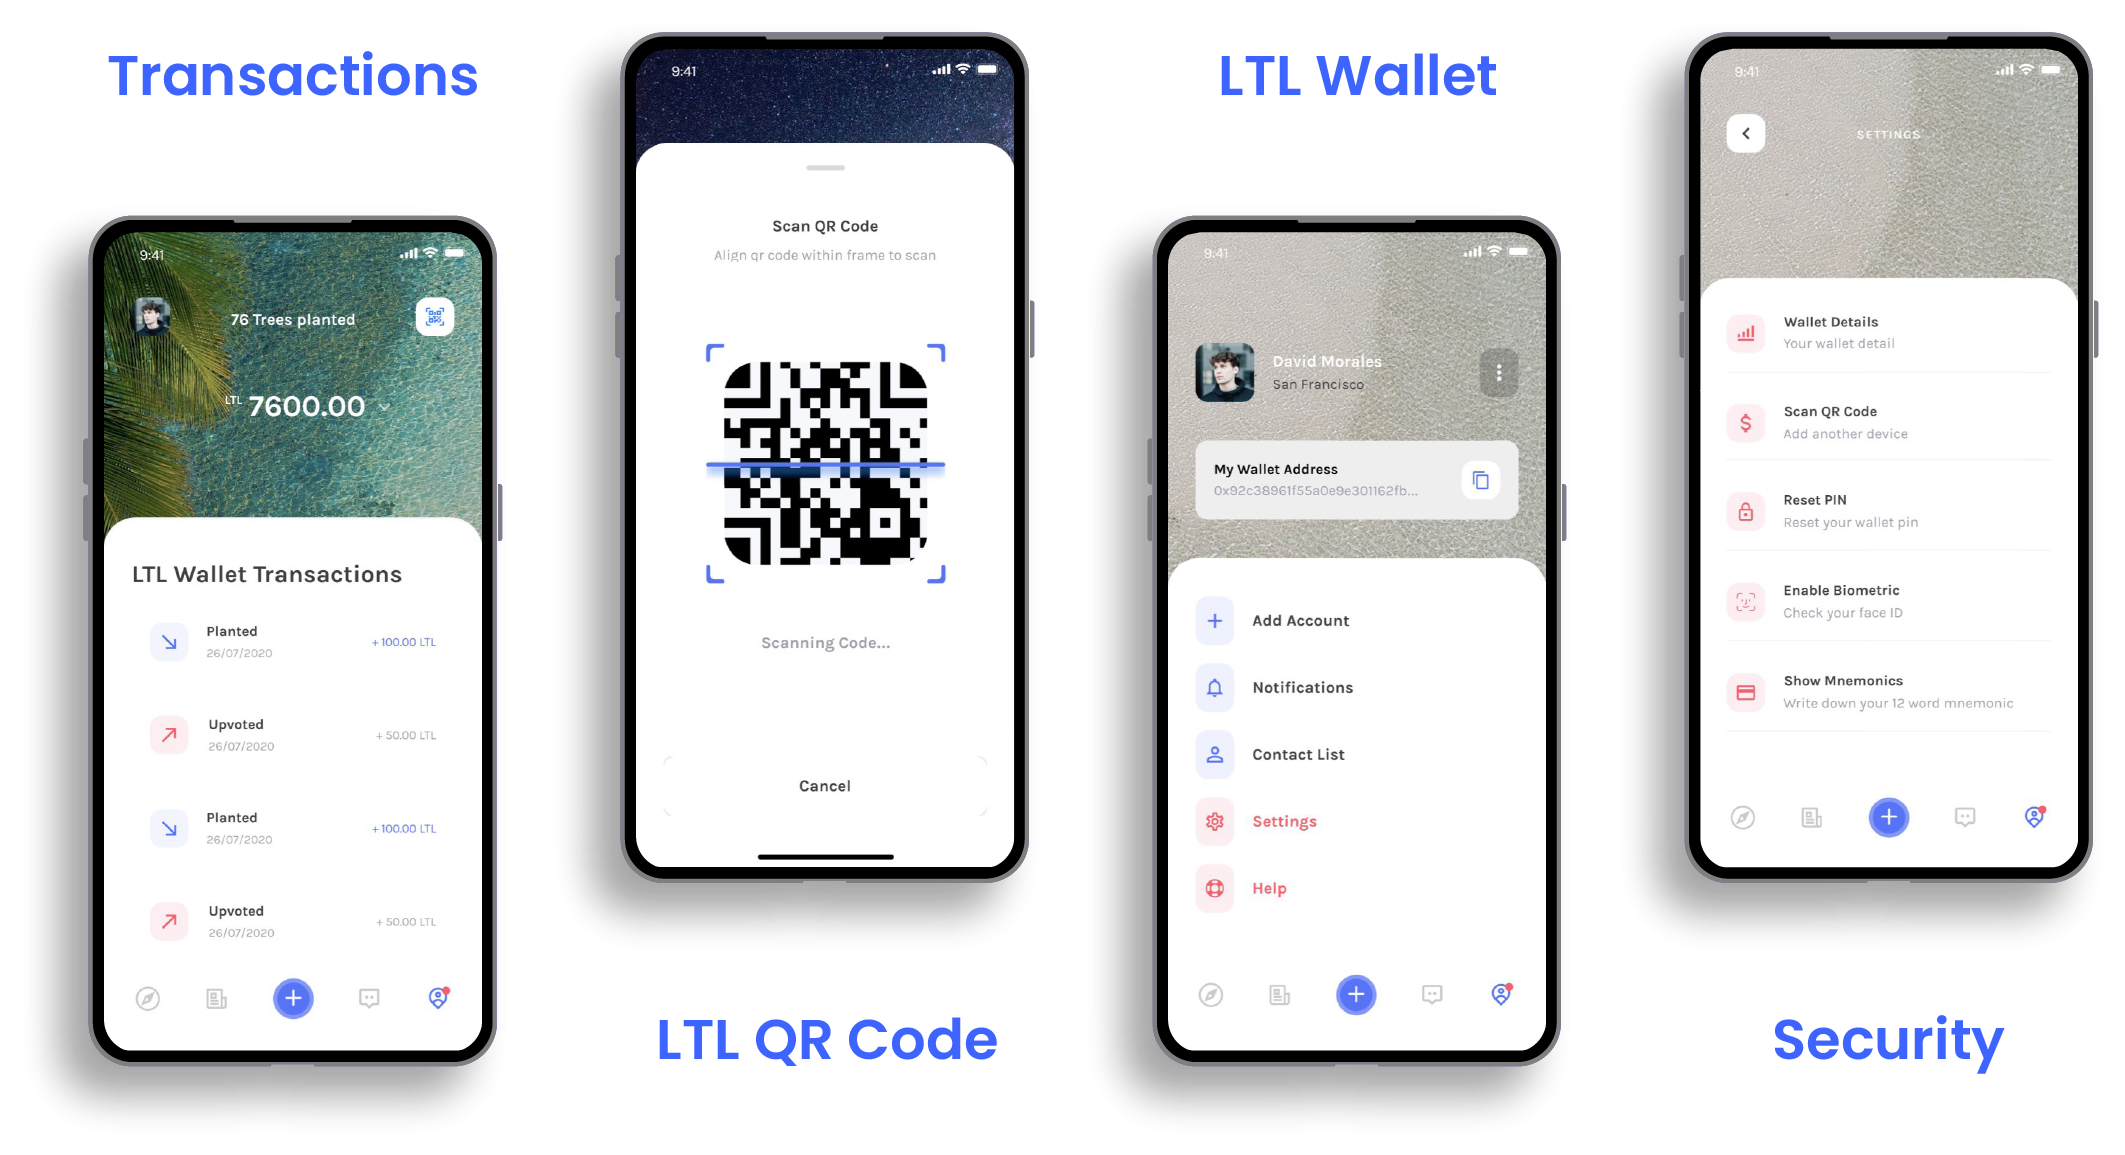 Transactions
9:41
76 Trees planted
LTL 7600.00
LTL Wallet Transactions
Planted
26/07/2020
+ 100.00 LTL
Upvoted
26/07/2020
+ 50.00 LTL
Planted
26/07/2020
+ 100.00 LTL
Upvoted
26/07/2020
+ 50.00 LTL
9:41
Scan QR Code
Align qr code within frame to scan
Scanning Code...
Cancel
LTL QR Code
LTL Wallet
9:41
David Morales
San Francisco
My Wallet Address
0x92c38961f55a0e9e301162fb...
Add Account
Notifications
Contact List
Settings
Help
9:41
SETTINGS
Wallet Details
Your wallet detail
Scan QR Code
Add another device
Reset PIN
Reset your wallet pin
Enable Biometric
Check your face ID
Show Mnemonics
Write down your 12 word mnemonic
Security